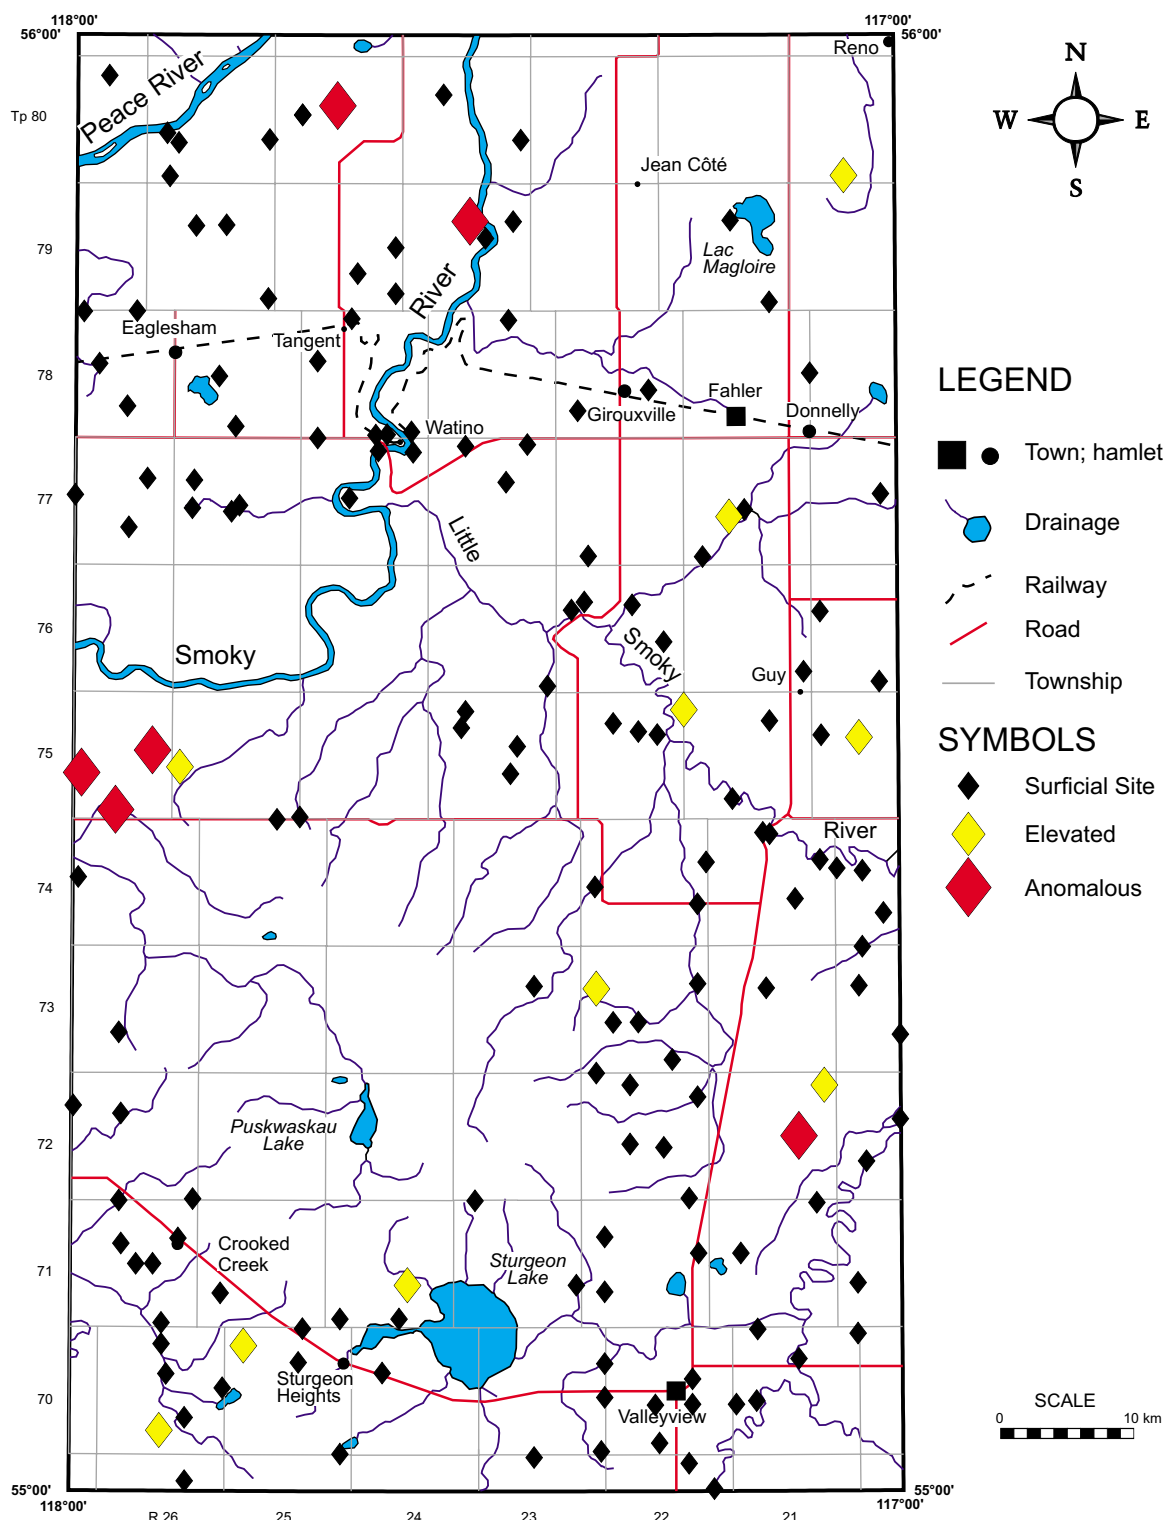 118°00'
117°00'
56°00'
56°00'
Reno
N
W
E
S
Peace River
Tp 80
Jean Côté
79
Lac
Magloire
River
Eaglesham
Tangent
78
Fahler
Girouxville
Donnelly
Watino
LEGEND
Town; hamlet
77
Little
Drainage
Railway
76
Smoky
Smoky
Road
Guy
Township
75
SYMBOLS
Surficial Site
River
Elevated
74
Anomalous
73
72
Puskwaskau
Lake
71
Crooked
Creek
Sturgeon
Lake
Sturgeon
Heights
70
Valleyview
SCALE
0
10 km
55°00'
55°00'
118°00'
117°00'
R 26
25
24
23
22
21